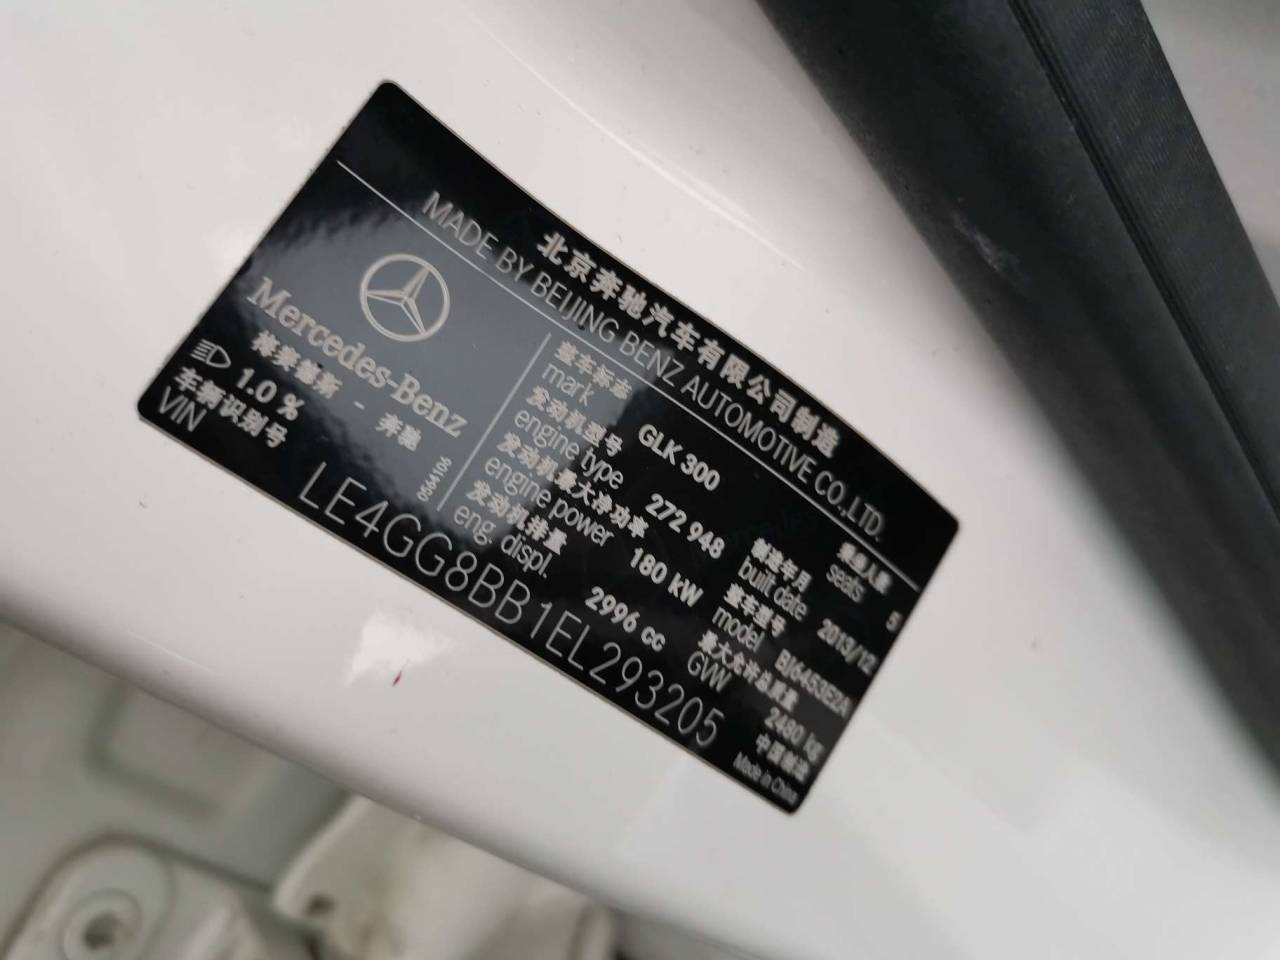 北京奔驰汽车有限公司制造
MADE BY BEIJING BENZ AUTOMOTIVE CO.,LTD.
Mercedes-Benz
梅赛德斯 - 奔驰
1.0 %
0564106
整车标志
mark GLK 300
发动机型号
engine type 272 948
发动机最大净功率
engine power 180 kW
发动机排量
eng. displ. 2996 cc
乘坐人数
seats 5
制造年月
built date 2013/12
整车型号
model BJ6453E2A
最大允许总质量
GVW 2480 kg
车辆识别号
VIN LE4GG8BB1EL293205
中国制造
Made in China